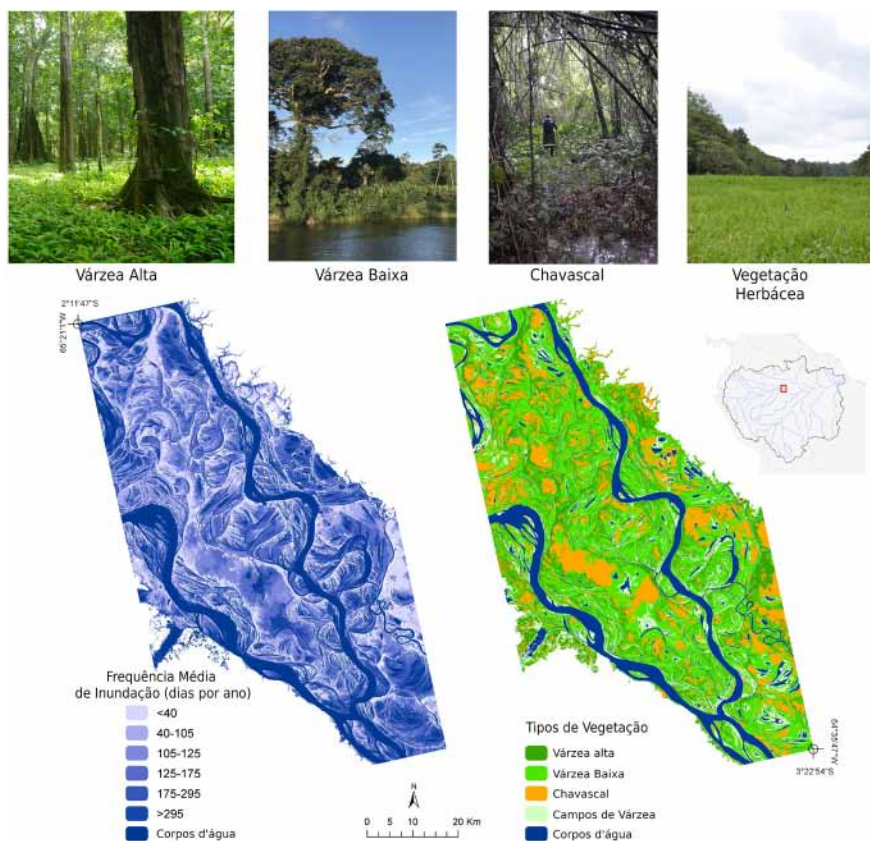 Várzea Alta
Várzea Baixa
Chavascal
Vegetação
Herbácea
2°11'47"S
65°21'1"W
Frequência Média
de Inundação (dias por ano)
<40
40-105
105-125
125-175
175-295
>295
Corpos d'água
N
0 5 10 20 Km
Tipos de Vegetação
Várzea alta
Várzea Baixa
Chavascal
Campos de Várzea
Corpos d'água
64°35'47"W
3°22'54"S